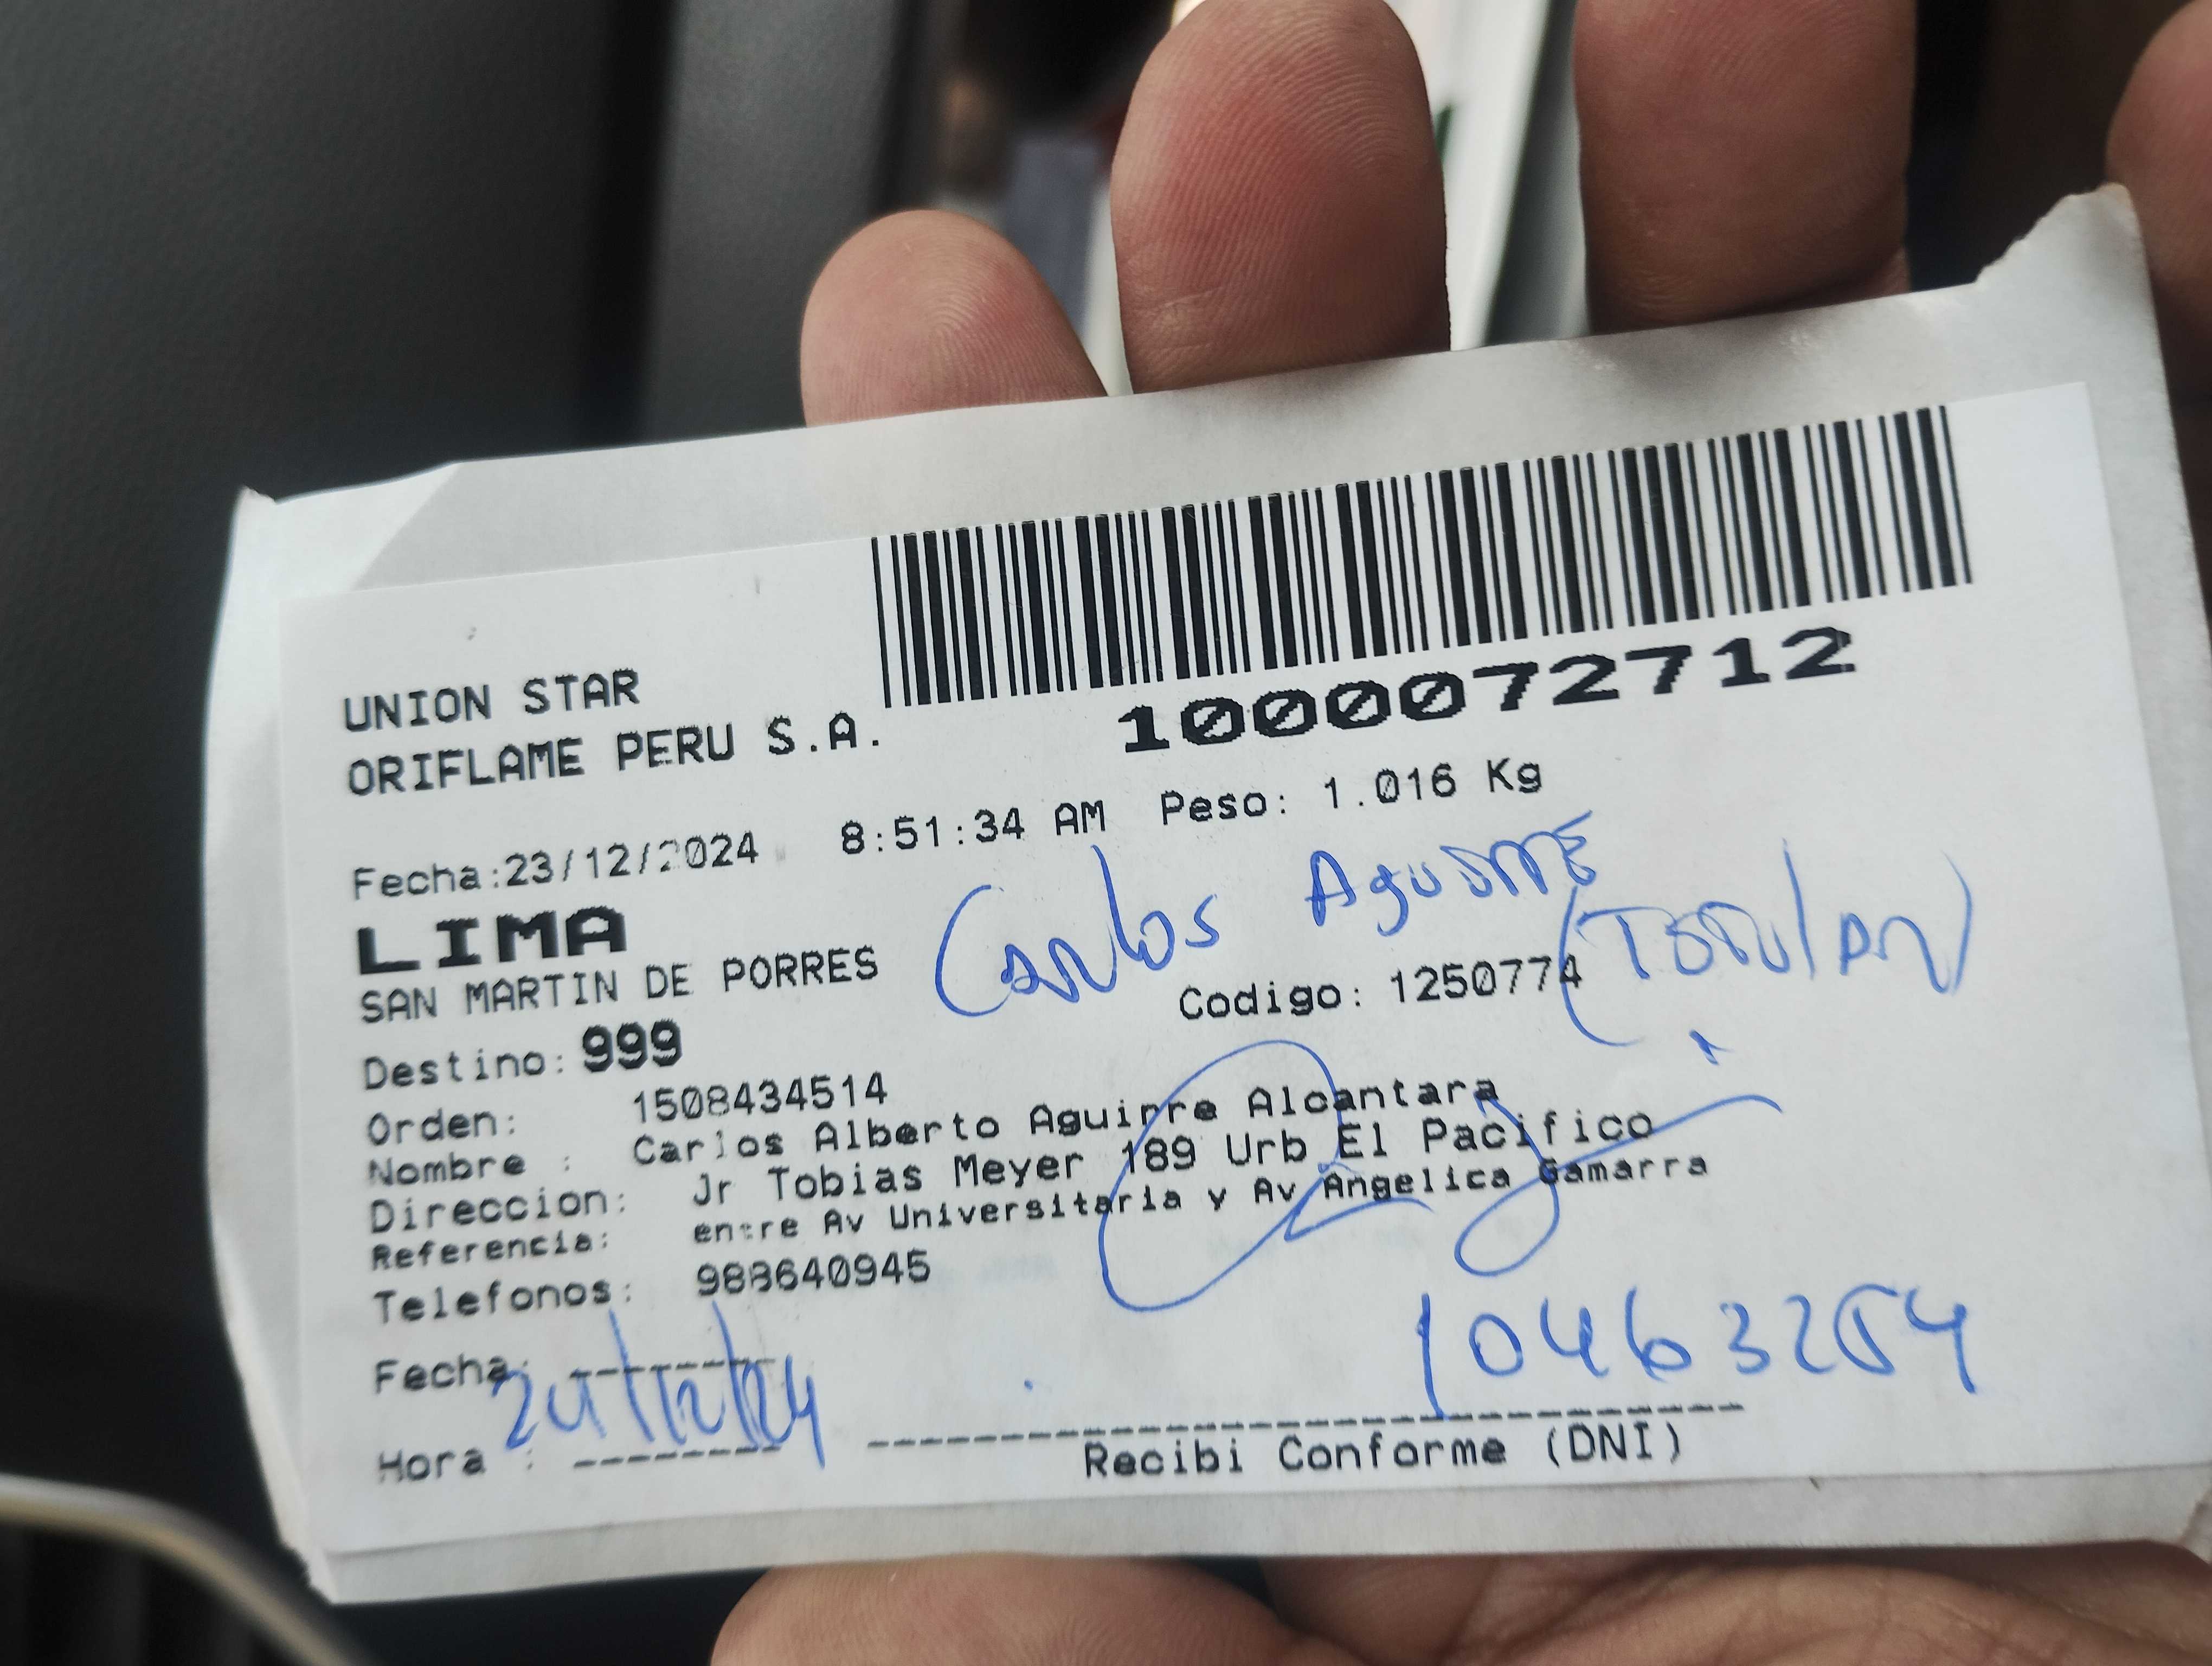 1000072712
UNION STAR
ORIFLAME PERU S.A.
Fecha:23/12/2024 8:51:34 AM Peso: 1.016 Kg
LIMA
Carlos Aguirre
(Titular)
SAN MARTIN DE PORRES
Codigo: 1250774
Destino: 999
Orden: 1508434514
Nombre : Carlos Alberto Aguirre Alcantara
Direccion: Jr Tobias Meyer 189 Urb El Pacifico
Referencia: entre Av Universitaria y Av Angelica Gamarra
Telefonos: 988640945
Fecha:
24/12/24
10463254
Hora :
Recibi Conforme (DNI)